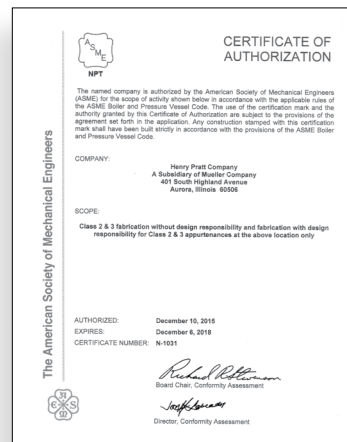 ASME
NPT
CERTIFICATE OF
AUTHORIZATION
The named company is authorized by the American Society of Mechanical Engineers
(ASME) for the scope of activity shown below in accordance with the applicable rules of
the ASME Boiler and Pressure Vessel Code. The use of the certification mark and the
authority granted by this Certificate of Authorization are subject to the provisions of the
agreement set forth in the application. Any construction stamped with this certification
mark shall have been built strictly in accordance with the provisions of the ASME Boiler
and Pressure Vessel Code.
COMPANY:
Henry Pratt Company
A Subsidiary of Mueller Company
401 South Highland Avenue
Aurora, Illinois 60506
SCOPE:
Class 2 & 3 fabrication without design responsibility and fabrication with design
responsibility for Class 2 & 3 appurtenances at the above location only
AUTHORIZED: December 10, 2015
EXPIRES: December 6, 2018
CERTIFICATE NUMBER: N-1031
Board Chair, Conformity Assessment
Director, Conformity Assessment
The American Society of Mechanical Engineers